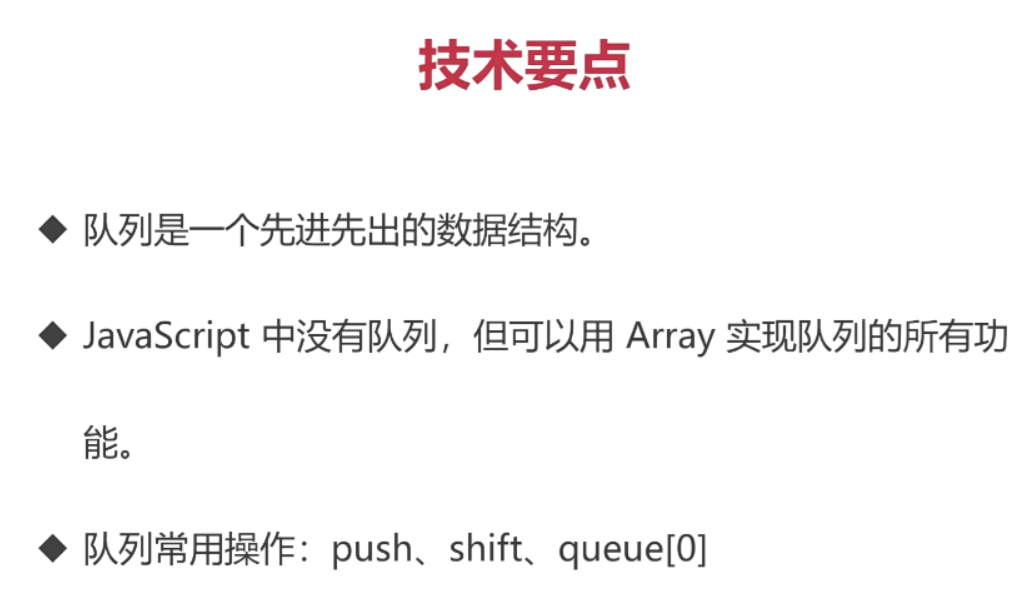 技术要点
◆ 队列是一个先进先出的数据结构。
◆ JavaScript 中没有队列，但可以用 Array 实现队列的所有功
能。
◆ 队列常用操作：push、shift、queue[0]